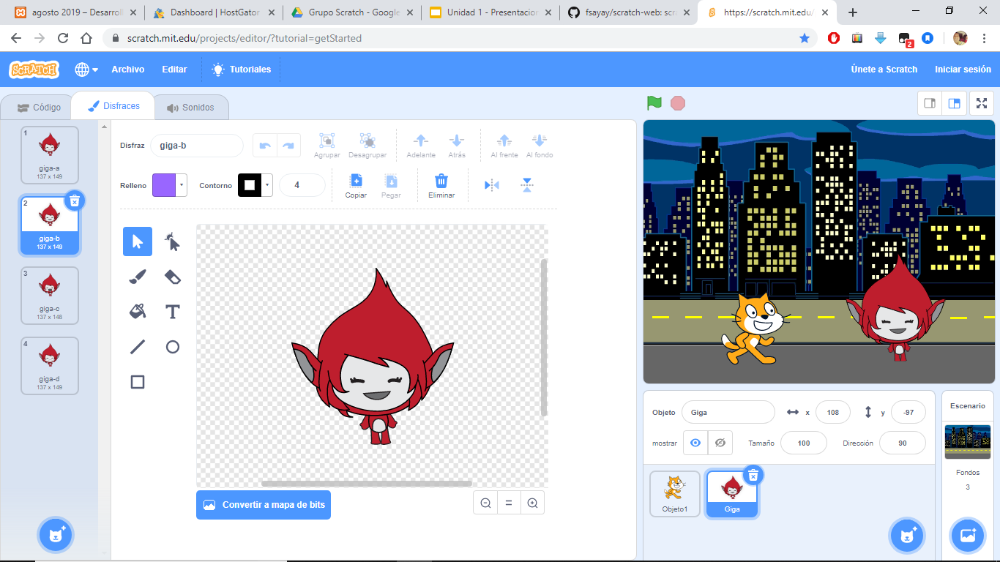 agosto 2019 – Desarroll
Dashboard | HostGator
Grupo Scratch - Google
Unidad 1 - Presentacion
fsayay/scratch-web: scr
https://scratch.mit.edu/
scratch.mit.edu/projects/editor/?tutorial=getStarted
2
SCRATCH
Archivo
Editar
Tutoriales
Únete a Scratch
Iniciar sesión
Código
Disfraces
Sonidos
1
giga-a
137 x 149
2
giga-b
137 x 149
3
giga-c
137 x 148
4
giga-d
137 x 149
Disfraz
giga-b
Agrupar
Desagrupar
Adelante
Atrás
Al frente
Al fondo
Relleno
Contorno
4
Copiar
Pegar
Eliminar
T
Convertir a mapa de bits
Objeto
Giga
x
108
y
-97
mostrar
Tamaño
100
Dirección
90
Objeto1
Giga
Escenario
Fondos
3